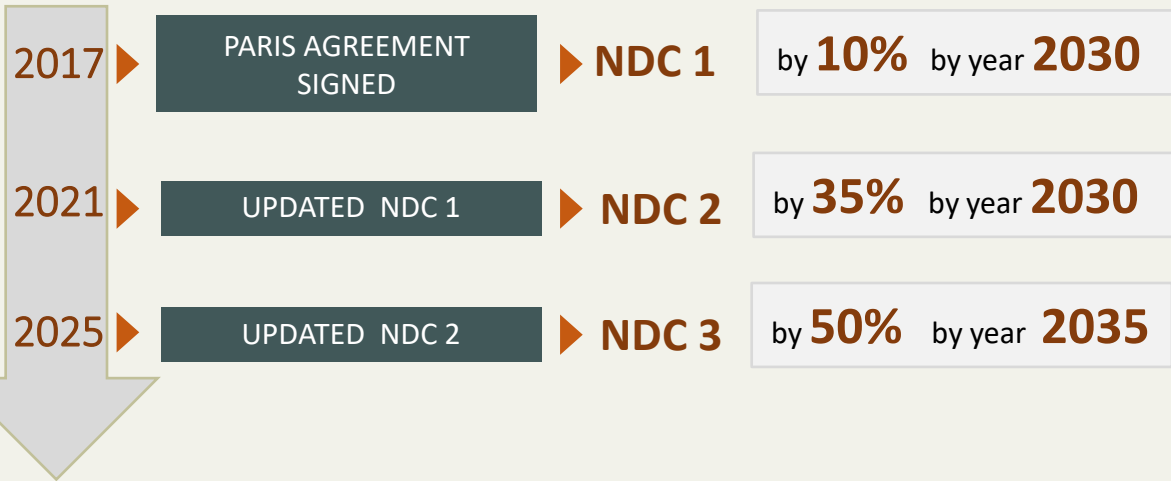 2017
PARIS AGREEMENT
SIGNED
NDC 1
by 10% by year 2030
2021
UPDATED NDC 1
NDC 2
by 35% by year 2030
2025
UPDATED NDC 2
NDC 3
by 50% by year 2035